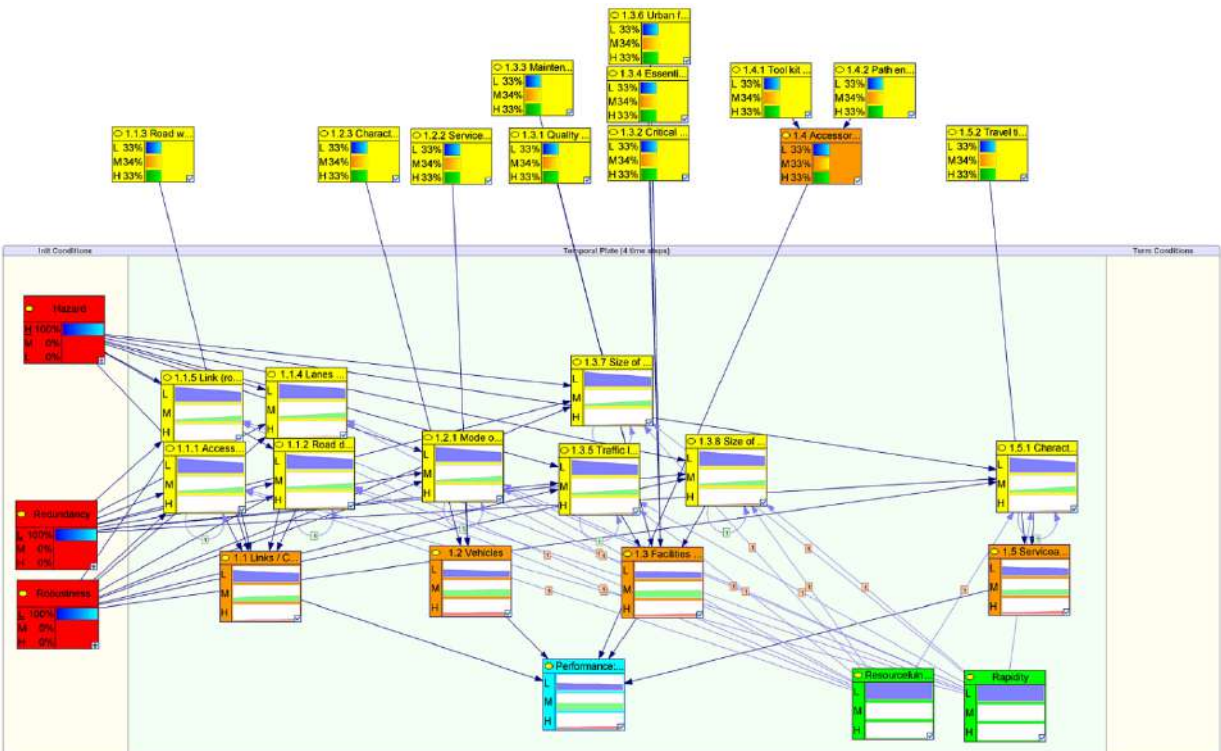 1.3.6 Urban f...
L 33%
M34%
H 33%
1.3.3 Mainten...
L 33%
M34%
H 33%
1.3.4 Essenti...
L 33%
M34%
H 33%
1.4.1 Tool kit ...
L 33%
M34%
H 33%
1.4.2 Path en...
L 33%
M34%
H 33%
1.1.3 Road w...
L 33%
M34%
H 33%
1.2.3 Charact...
L 33%
M34%
H 33%
1.2.2 Service...
L 33%
M34%
H 33%
1.3.1 Quality ...
L 33%
M34%
H 33%
1.3.2 Critical ...
L 33%
M34%
H 33%
1.4 Accessor...
L 33%
M33%
H 33%
1.5.2 Travel ti...
L 33%
M34%
H 33%
Init Conditions
Temporal Plate (4 time steps)
Term Conditions
Hazard
H 100%
M 0%
L 0%
1.1.5 Link (ro...
L
M
H
1.1.4 Lanes ...
L
M
H
1.3.7 Size of ...
L
M
H
1.1.1 Access...
L
M
H
1.1.2 Road d...
L
M
H
1.2.1 Mode o...
L
M
H
1.3.5 Traffic l...
L
M
H
1.3.8 Size of ...
L
M
H
1.5.1 Charact...
L
M
H
Redundancy
L 100%
M 0%
H 0%
Robustness
L 100%
M 0%
H 0%
1.1 Links / C...
L
M
H
1.2 Vehicles
L
M
H
1.3 Facilities ...
L
M
H
1.5 Servicea...
L
M
H
Performance:...
L
M
H
Resourcefuln...
L
M
H
Rapidity
L
M
H